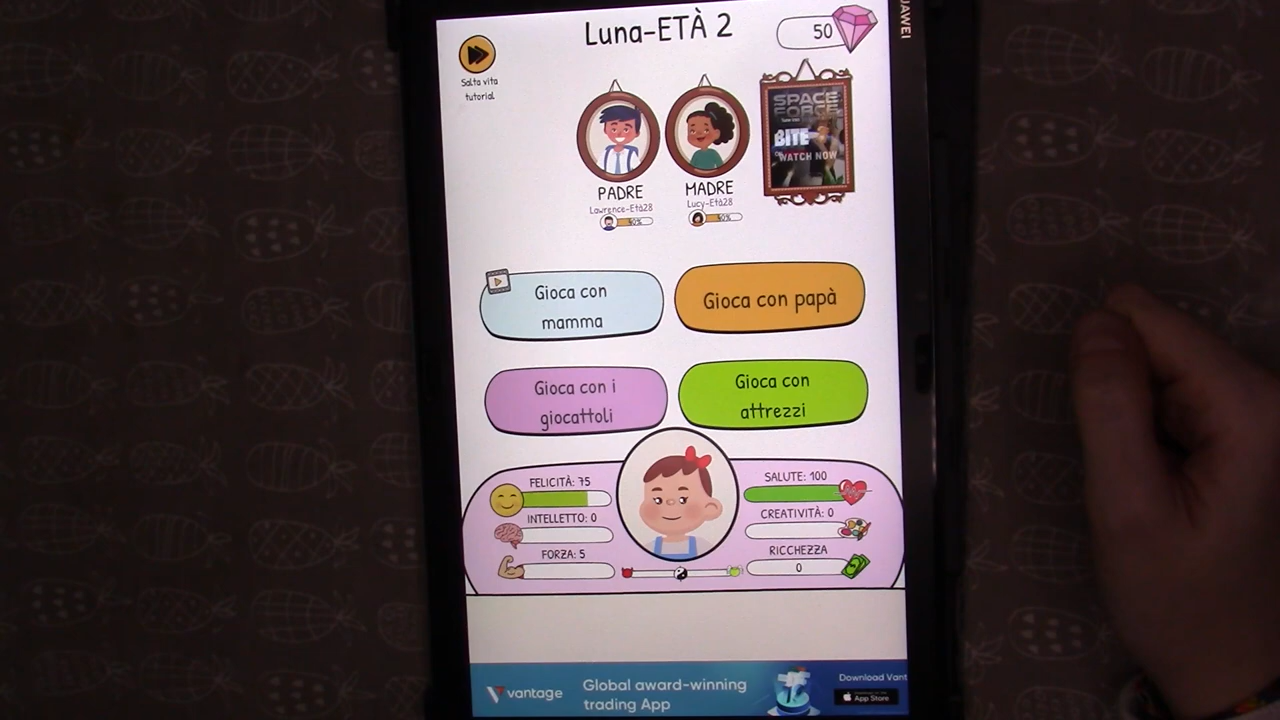 Luna-ETÀ 2
50
HUAWEI
Salta vita
tutorial
SPACE
FORCE
BITE
WATCH NOW
PADRE
Lawrence-Età28
50%
MADRE
Lucy-Età28
50%
Gioca con
mamma
Gioca con papà
Gioca con i
giocattoli
Gioca con
attrezzi
FELICITÀ: 75
SALUTE: 100
INTELLETTO: 0
CREATIVITÀ: 0
FORZA: 5
RICCHEZZA
0
vantage
Global award-winning
trading App
Download Vant
App Store